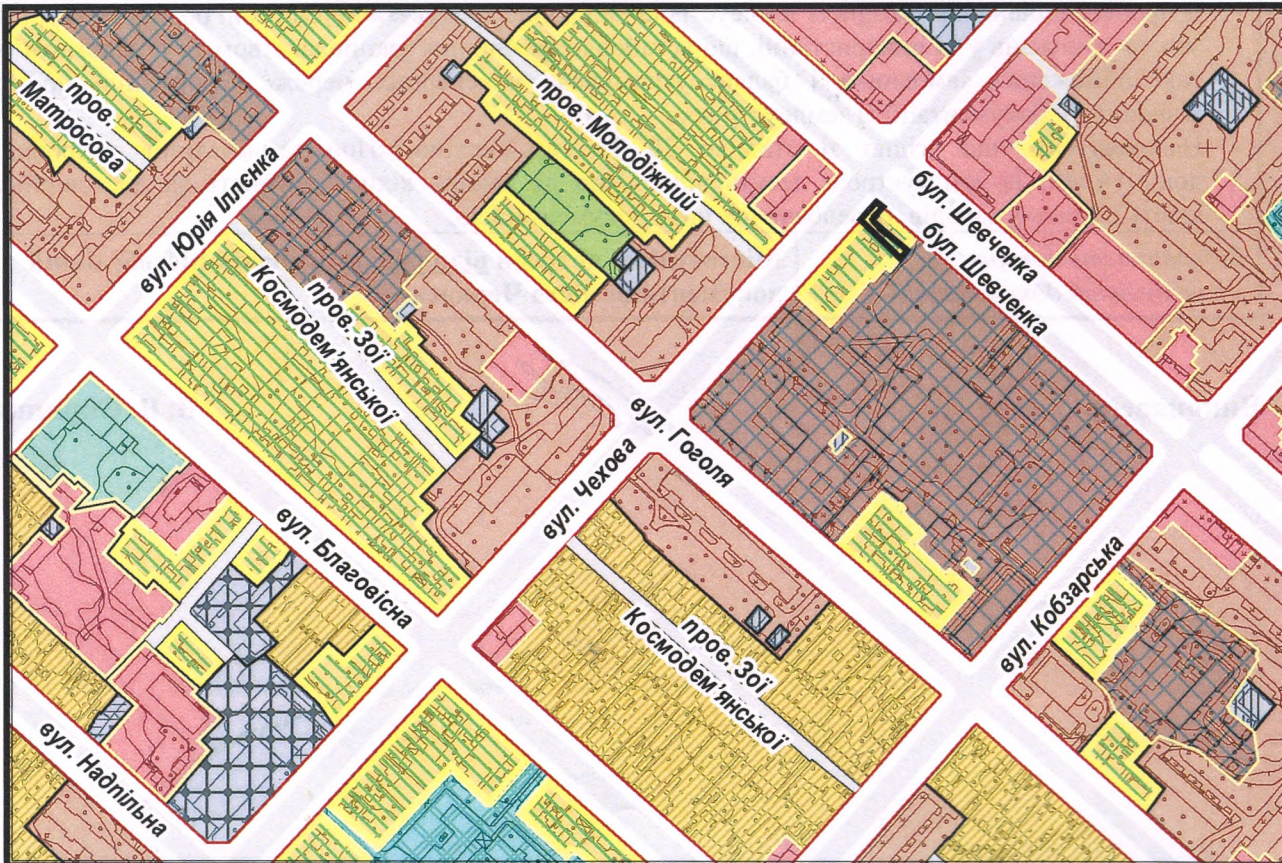 пров.
Матросова
вул. Юрія Іллєнка
пров. Молодіжний
бул. Шевченка
бул. Шевченка
пров. Зої
Космодем'янської
вул. Гоголя
вул. Чехова
вул. Благовісна
пров. Зої
Космодем'янської
вул. Кобзарська
вул. Надпільна